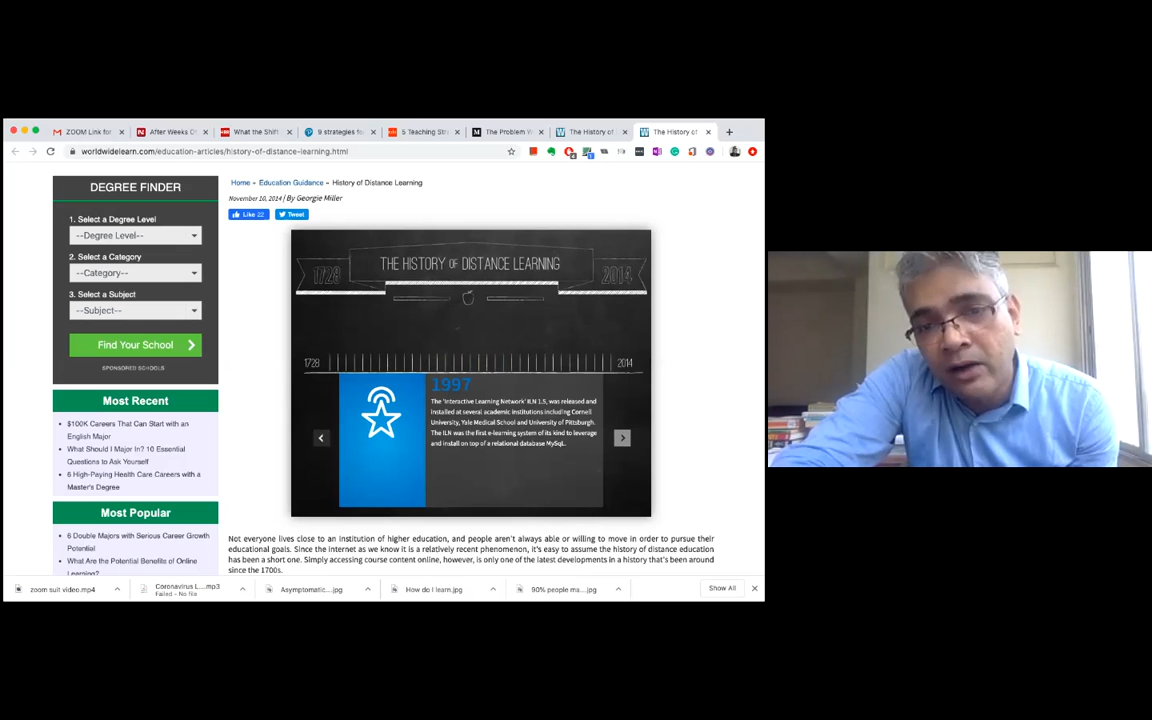 ZOOM Link for
After Weeks O
What the Shift
9 strategies fo
5 Teaching Str
The Problem
The History of
The History of
worldwidelearn.com/education-articles/history-of-distance-learning.html
DEGREE FINDER
1. Select a Degree Level
--Degree Level--
2. Select a Category
--Category--
3. Select a Subject
--Subject--
Find Your School
SPONSORED SCHOOLS
Most Recent
• $100K Careers That Can Start with an
English Major
• What Should I Major In? 10 Essential
Questions to Ask Yourself
• 6 High-Paying Health Care Careers with a
Master's Degree
Most Popular
• 6 Double Majors with Serious Career Growth
Potential
• What Are the Potential Benefits of Online
Learning?
Home » Education Guidance » History of Distance Learning
November 10, 2014 | By Georgie Miller
Like 22
Tweet
1728
THE HISTORY OF DISTANCE LEARNING
2014
1728
2014
1997
The 'Interactive Learning Network' ILN 1.5, was released and
installed at several academic institutions including Cornell
University, Yale Medical School and University of Pittsburgh.
The ILN was the first e-learning system of its kind to leverage
and install on top of a relational database MySqL.
Not everyone lives close to an institution of higher education, and people aren't always able or willing to move in order to pursue their
educational goals. Since the internet as we know it is a relatively recent phenomenon, it's easy to assume the history of distance education
has been a short one. Simply accessing course content online, however, is only one of the latest developments in a history that's been around
since the 1700s.
zoom suit video.mp4
Coronavirus L....mp3
Failed - No file
Asymptomatic....jpg
How do I learn.jpg
90% people ma....jpg
Show All